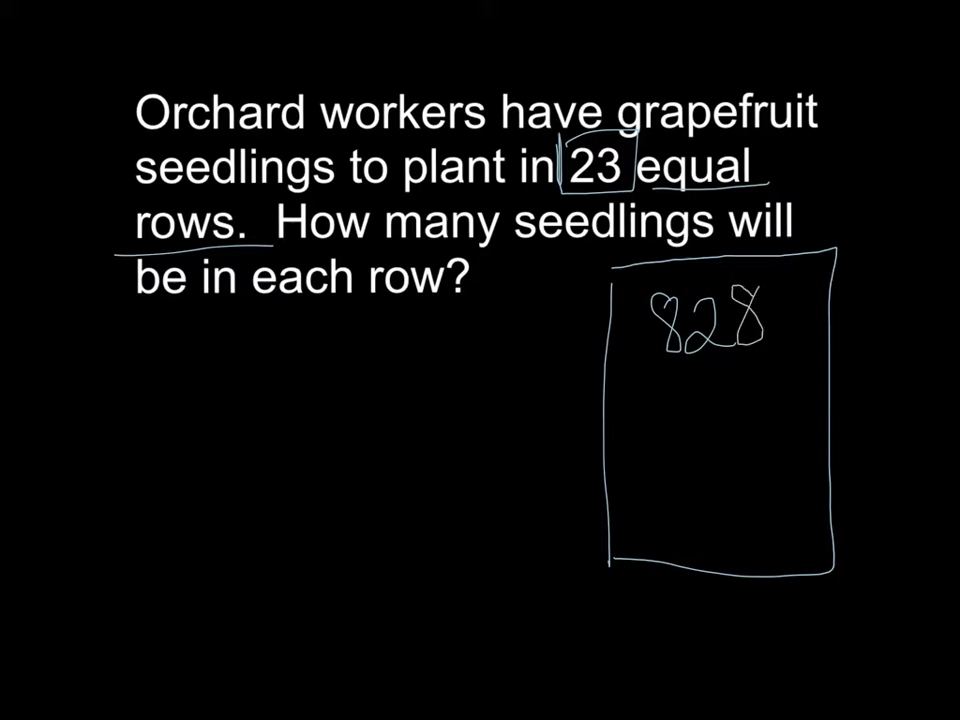 Orchard workers have grapefruit
seedlings to plant in 23 equal
rows. How many seedlings will
be in each row?
828